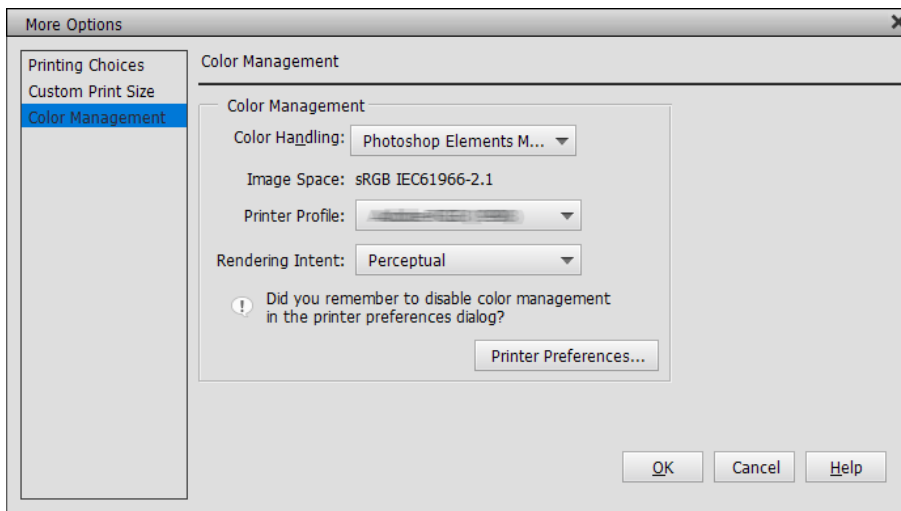 More Options
Printing Choices
Custom Print Size
Color Management
Color Management
Color Management
Color Handling: Photoshop Elements M...
Image Space: sRGB IEC61966-2.1
Printer Profile:
Rendering Intent: Perceptual
Did you remember to disable color management
in the printer preferences dialog?
Printer Preferences...
OK Cancel Help